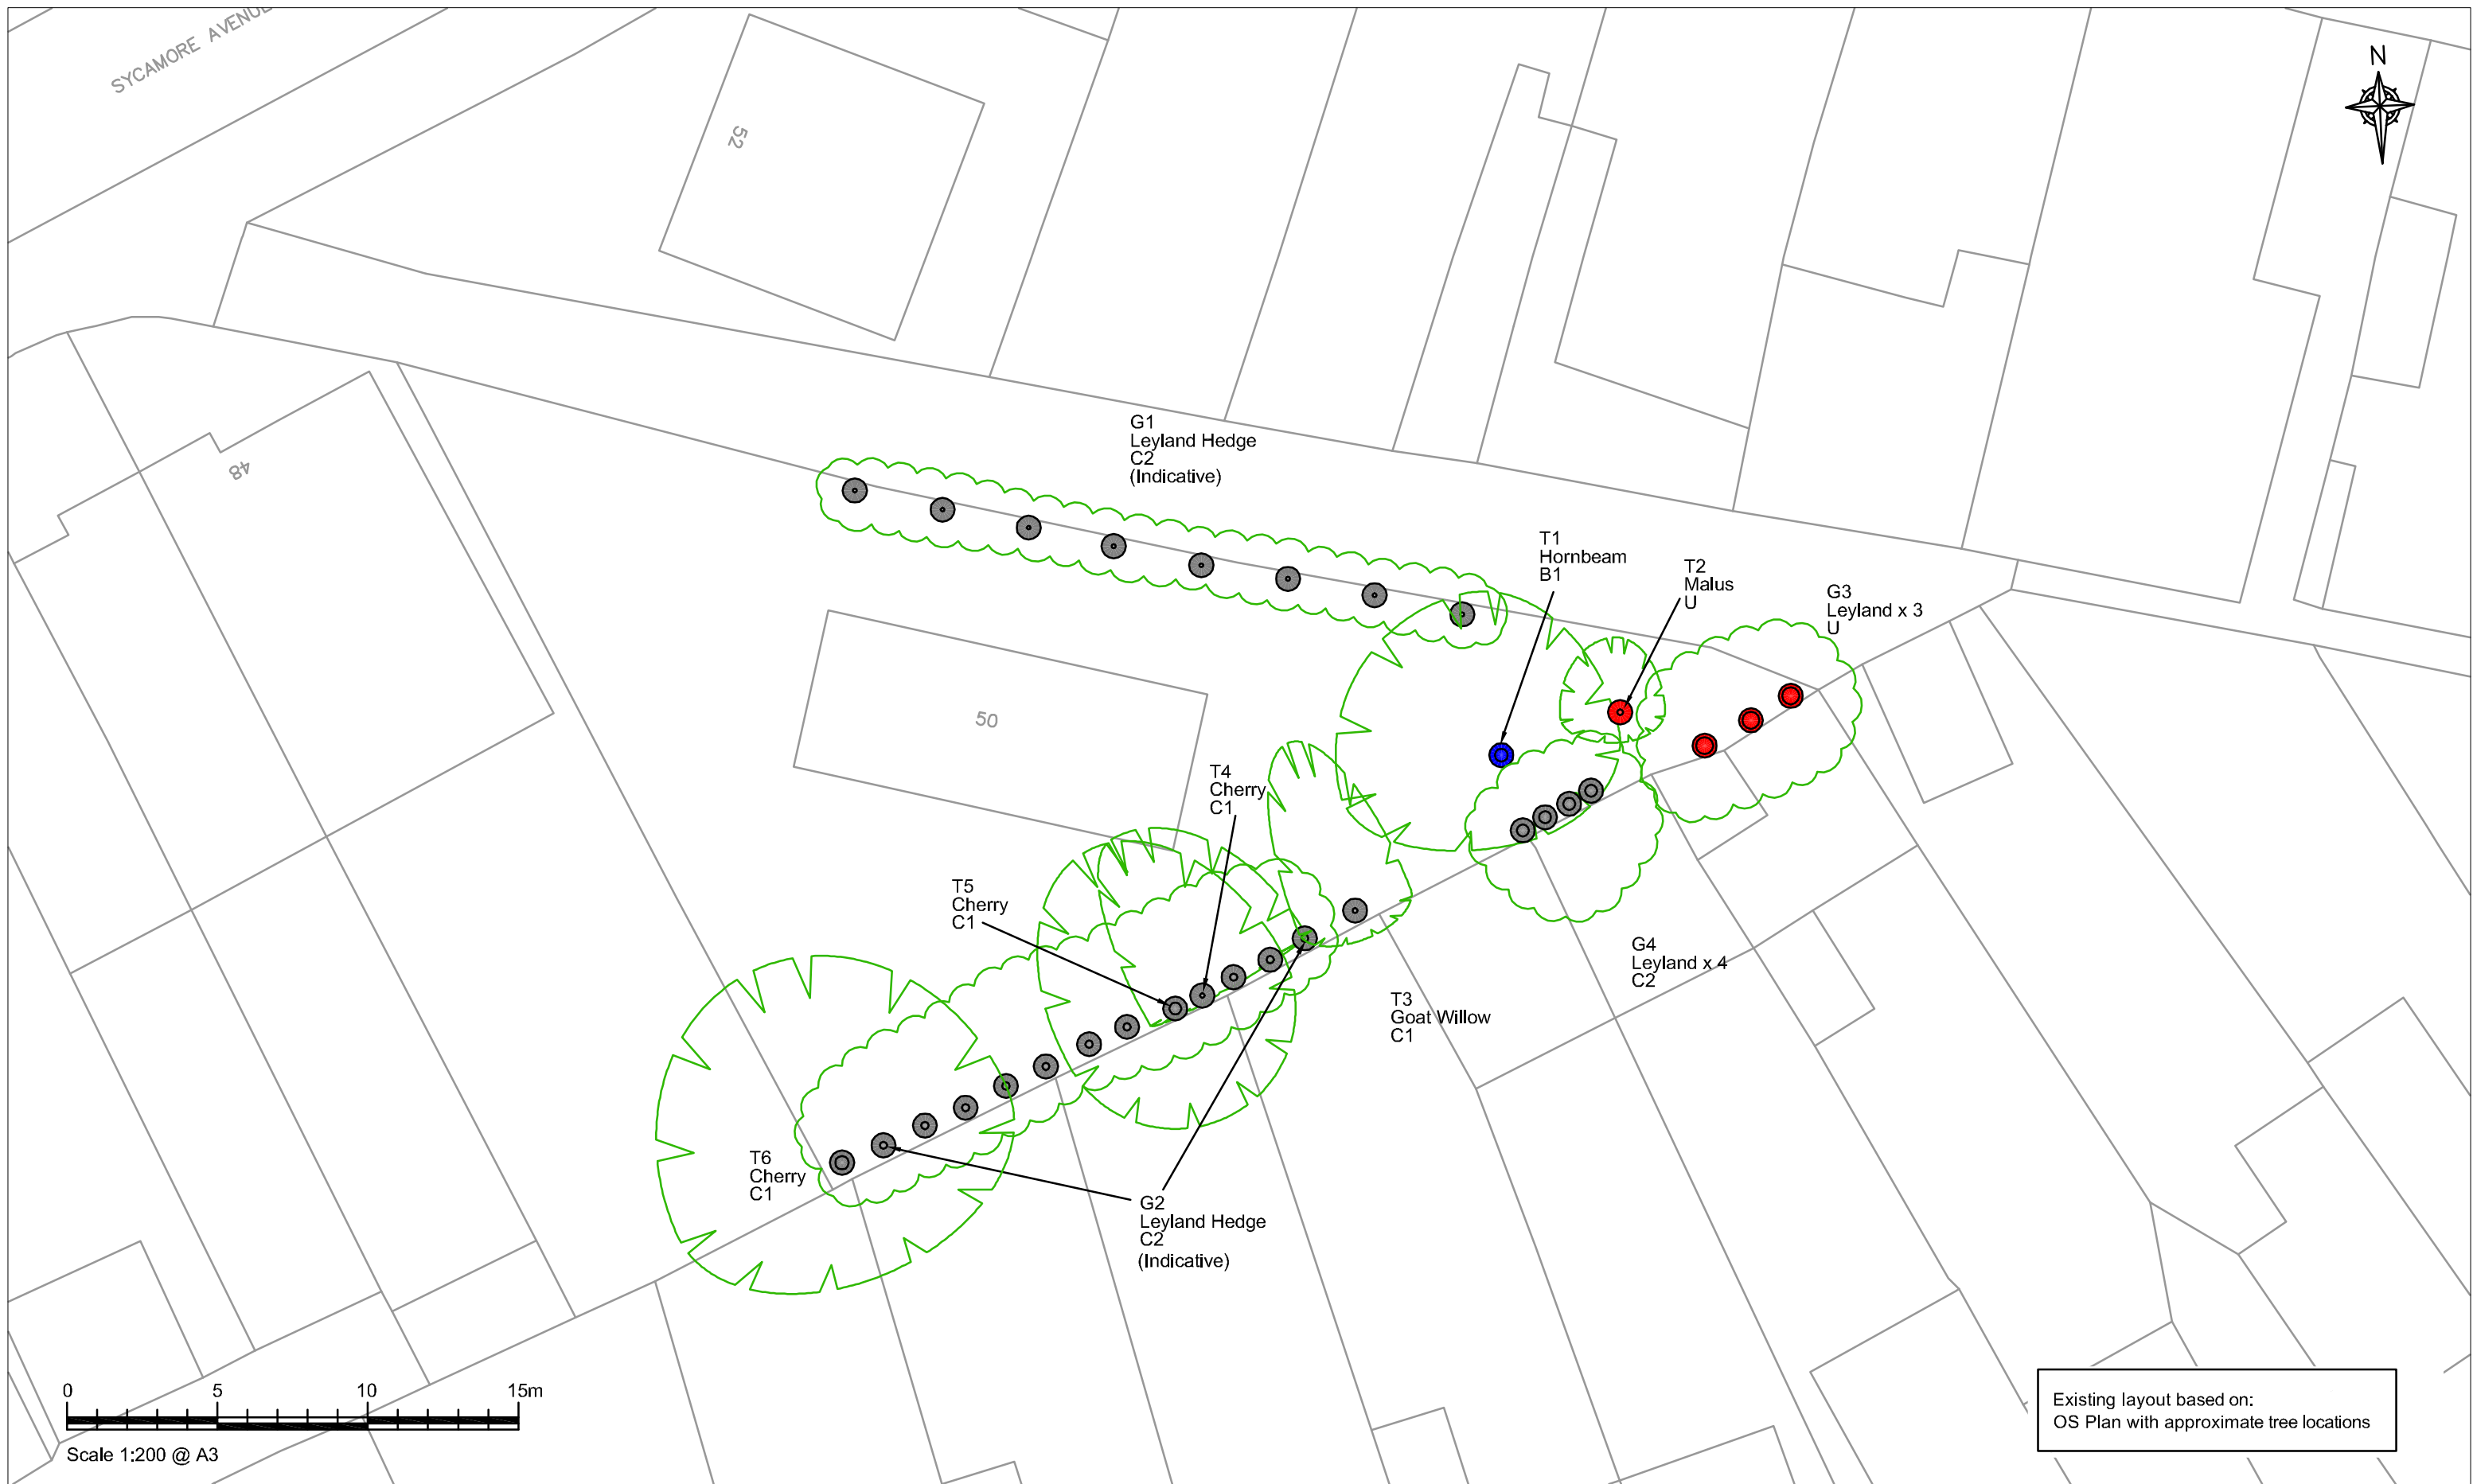 SYCAMORE AVENUE
N
52
48
G1
Leyland Hedge
C2
(Indicative)
T1
Hornbeam
B1
T2
Malus
U
G3
Leyland x 3
U
50
T4
Cherry
C1
T5
Cherry
C1
G4
Leyland x 4
C2
T3
Goat Willow
C1
T6
Cherry
C1
G2
Leyland Hedge
C2
(Indicative)
0 5 10 15m
Scale 1:200 @ A3
Existing layout based on:
OS Plan with approximate tree locations